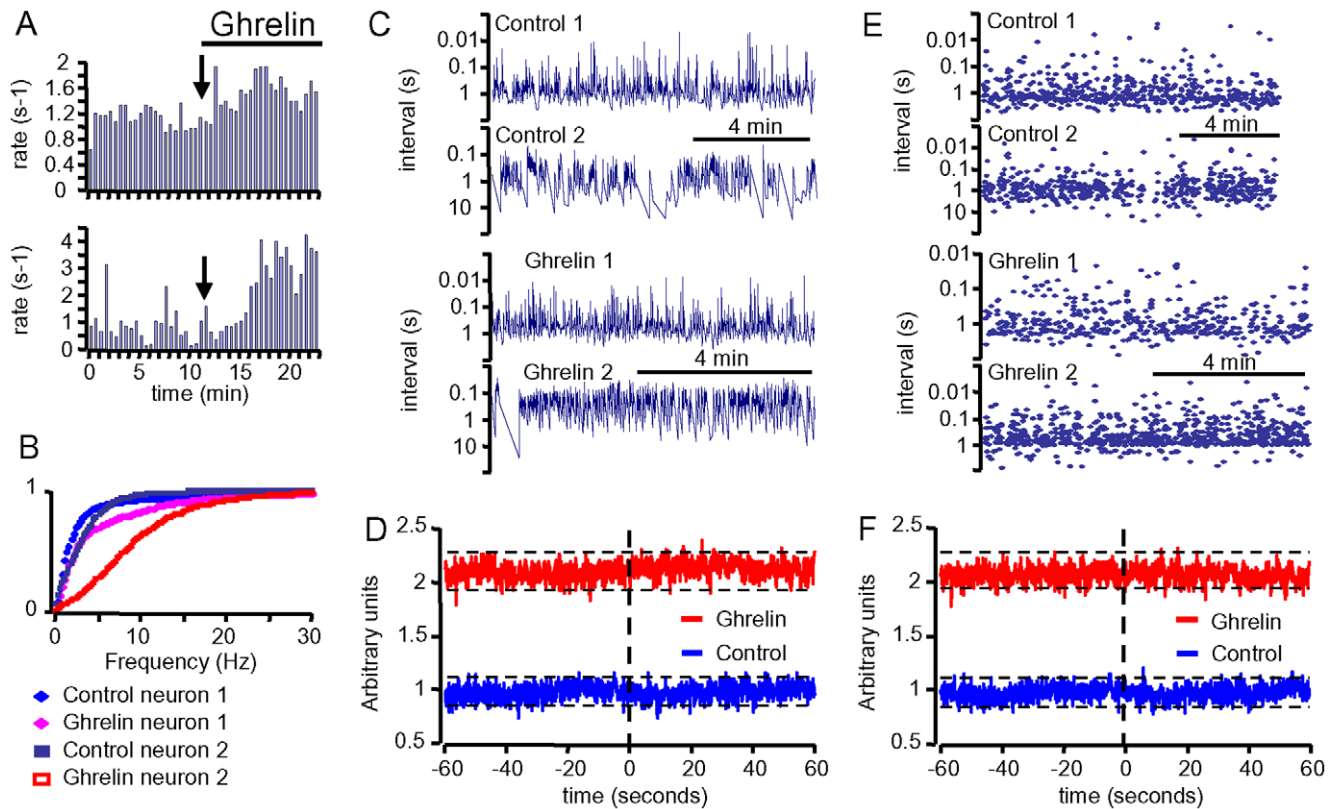 A
Ghrelin
rate (s-1)
2
1.6
1.2
0.8
0.4
0
rate (s-1)
4
3
2
1
0
0 5 10 15 20
time (min)
B
1
0
0 10 20 30
Frequency (Hz)
Control neuron 1
Ghrelin neuron 1
Control neuron 2
Ghrelin neuron 2
C
Control 1
0.01
0.1
1
interval (s)
Control 2
4 min
0.1
1
10
Ghrelin 1
0.01
0.1
1
interval (s)
Ghrelin 2
4 min
0.1
1
10
D
2.5
2
1.5
1
0.5
Arbitrary units
Ghrelin
Control
-60 -40 -20 0 20 40 60
time (seconds)
E
Control 1
0.01
0.1
1
interval (s)
Control 2
4 min
0.01
0.1
1
10
Ghrelin 1
0.01
0.1
1
interval (s)
Ghrelin 2
4 min
0.01
0.1
1
F
2.5
2
1.5
1
0.5
Arbitrary units
Ghrelin
Control
-60 -40 -20 0 20 40 60
time (seconds)